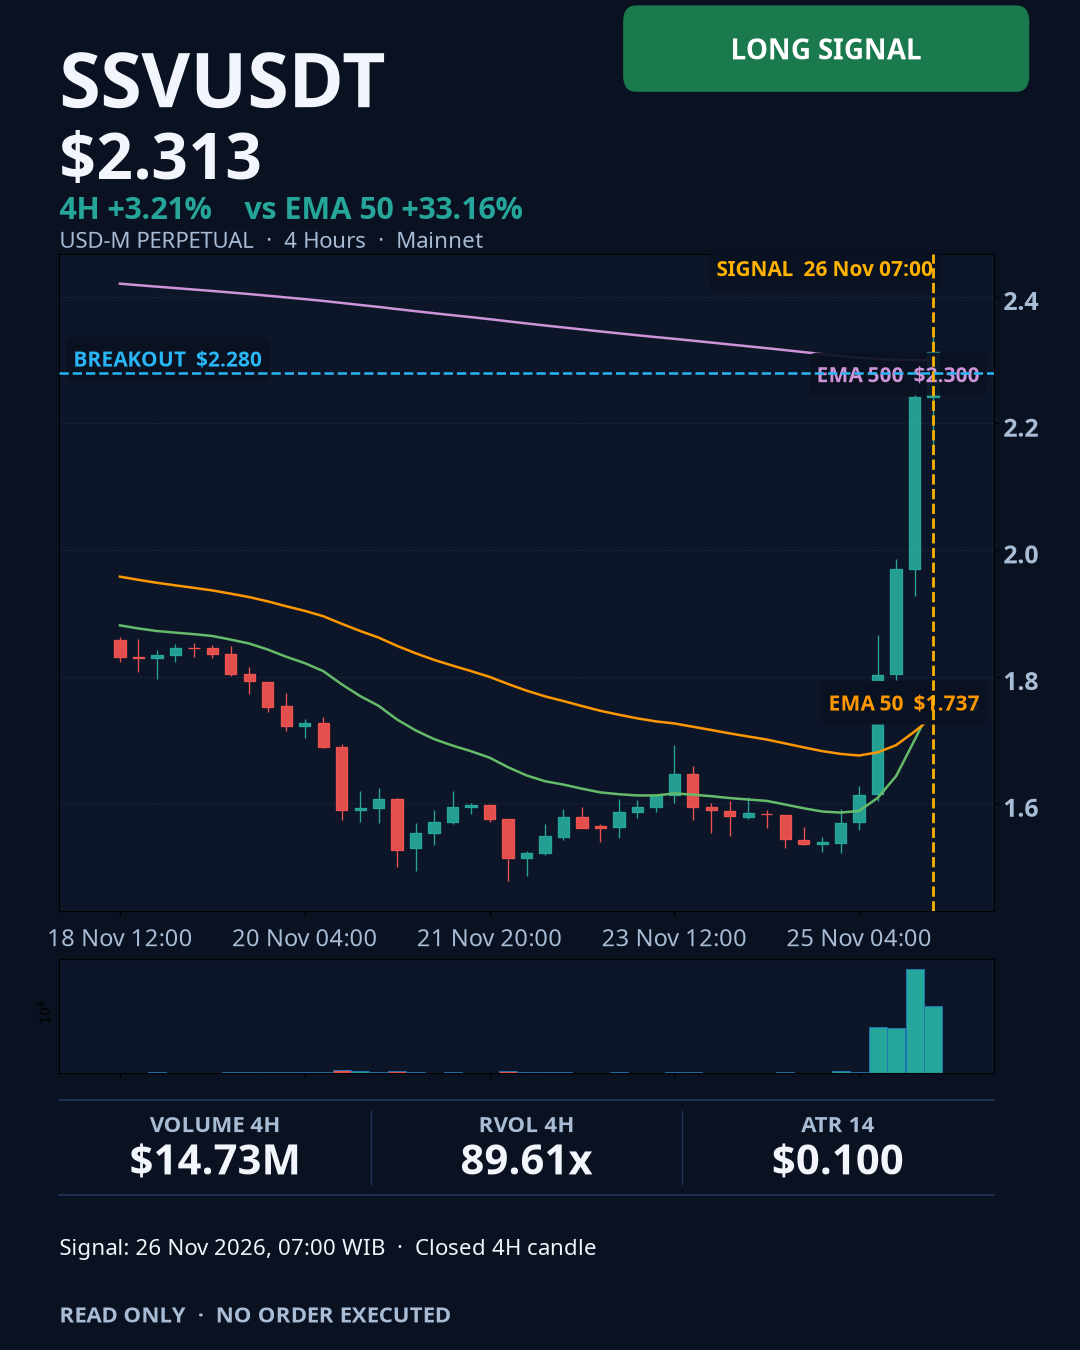 LONG SIGNAL
SSVUSDT
$2.313
4H +3.21% vs EMA 50 +33.16%
USD-M PERPETUAL · 4 Hours · Mainnet
SIGNAL 26 Nov 07:00
2.4
BREAKOUT $2.280
EMA 500 $2.300
2.2
2.0
1.8
EMA 50 $1.737
1.6
18 Nov 12:00 20 Nov 04:00 21 Nov 20:00 23 Nov 12:00 25 Nov 04:00
10⁶
VOLUME 4H RVOL 4H ATR 14
$14.73M 89.61x $0.100
Signal: 26 Nov 2026, 07:00 WIB · Closed 4H candle
READ ONLY · NO ORDER EXECUTED